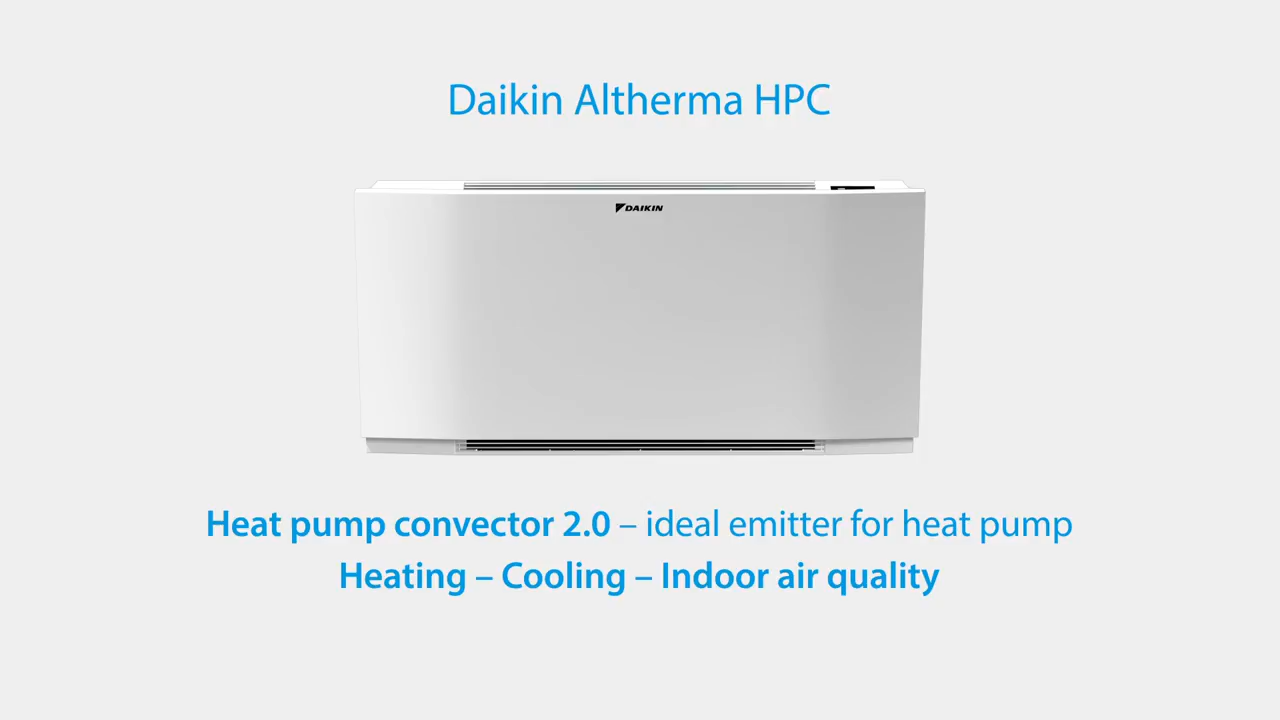 Daikin Altherma HPC
DAIKIN
Heat pump convector 2.0 – ideal emitter for heat pump
Heating – Cooling – Indoor air quality